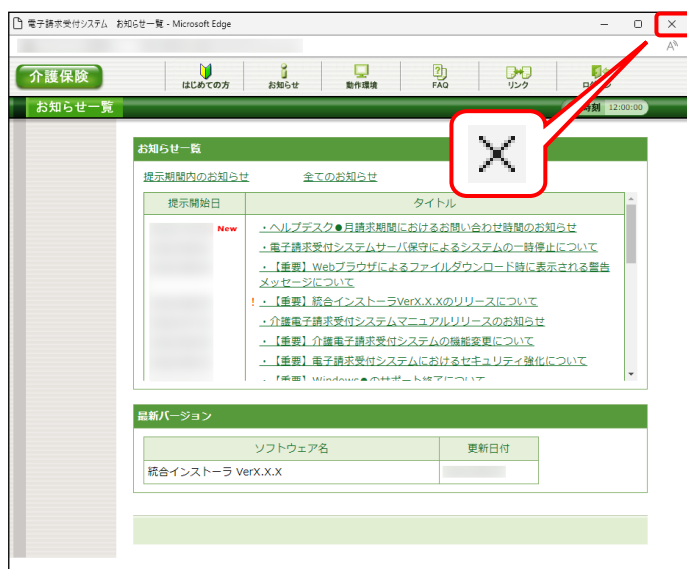 電子請求受付システム お知らせ一覧 - Microsoft Edge
介護保険
はじめての方 お知らせ 動作環境 FAQ リンク
お知らせ一覧
刻 12:00:00
お知らせ一覧
提示期間内のお知らせ 全てのお知らせ
提示開始日 タイトル
New ・ヘルプデスク●月請求期間におけるお問い合わせ時間のお知らせ
・電子請求受付システムサーバ保守によるシステムの一時停止について
・【重要】Webブラウザによるファイルダウンロード時に表示される警告
メッセージについて
! ・【重要】統合インストーラVerX.X.Xのリリースについて
・介護電子請求受付システムマニュアルリリースのお知らせ
・【重要】介護電子請求受付システムの機能変更について
・【重要】電子請求受付システムにおけるセキュリティ強化について
・【重要】Windows●のサポート終了について
最新バージョン
ソフトウェア名 更新日付
統合インストーラ VerX.X.X